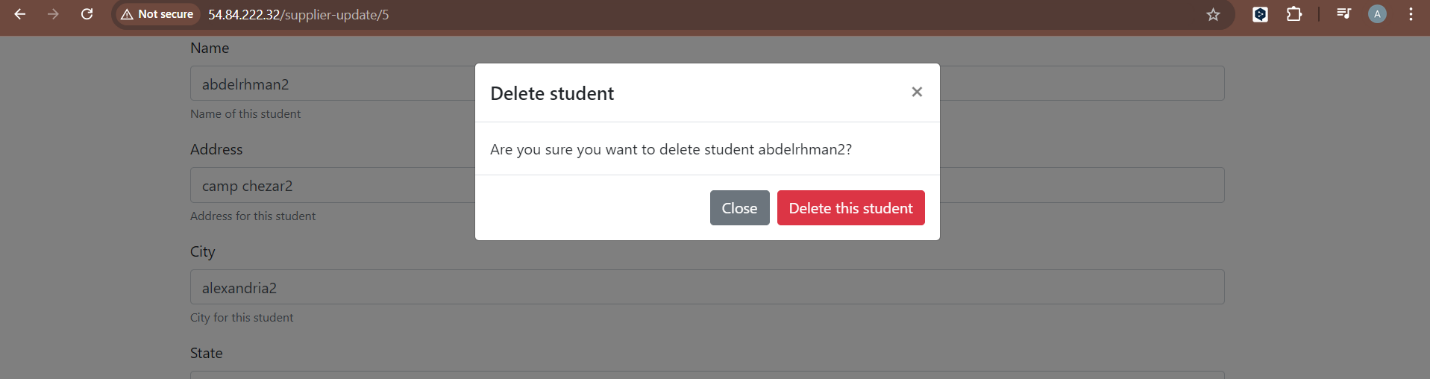 Not secure 54.84.222.32/supplier-update/5
A
Name
abdelrhman2
Name of this student
Address
camp chezar2
Address for this student
City
alexandria2
City for this student
State
Delete student
×
Are you sure you want to delete student abdelrhman2?
Close Delete this student